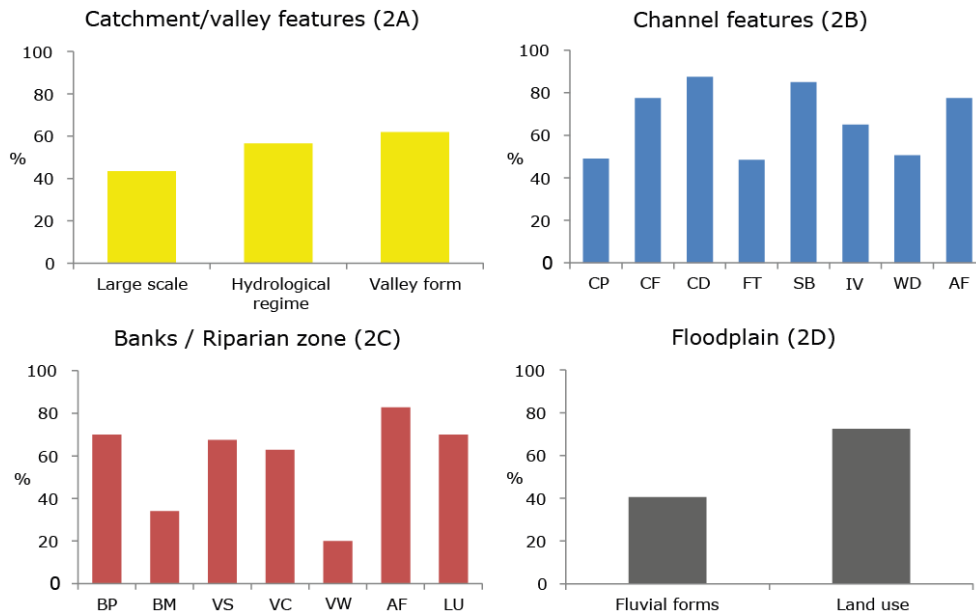 Catchment/valley features (2A)
100
80
60
%
40
20
0
Large scale
Hydrological
regime
Valley form
Channel features (2B)
100
80
60
%
40
20
0
CP CF CD FT SB IV WD AF
Banks / Riparian zone (2C)
100
80
60
%
40
20
0
BP BM VS VC VW AF LU
Floodplain (2D)
100
80
60
%
40
20
0
Fluvial forms Land use